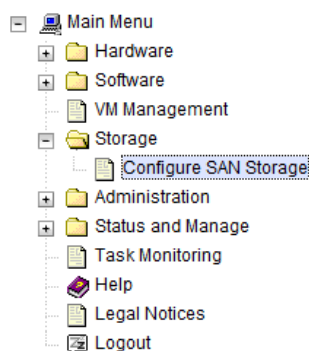 Main Menu
Hardware
Software
VM Management
Storage
Configure SAN Storage
Administration
Status and Manage
Task Monitoring
Help
Legal Notices
Logout